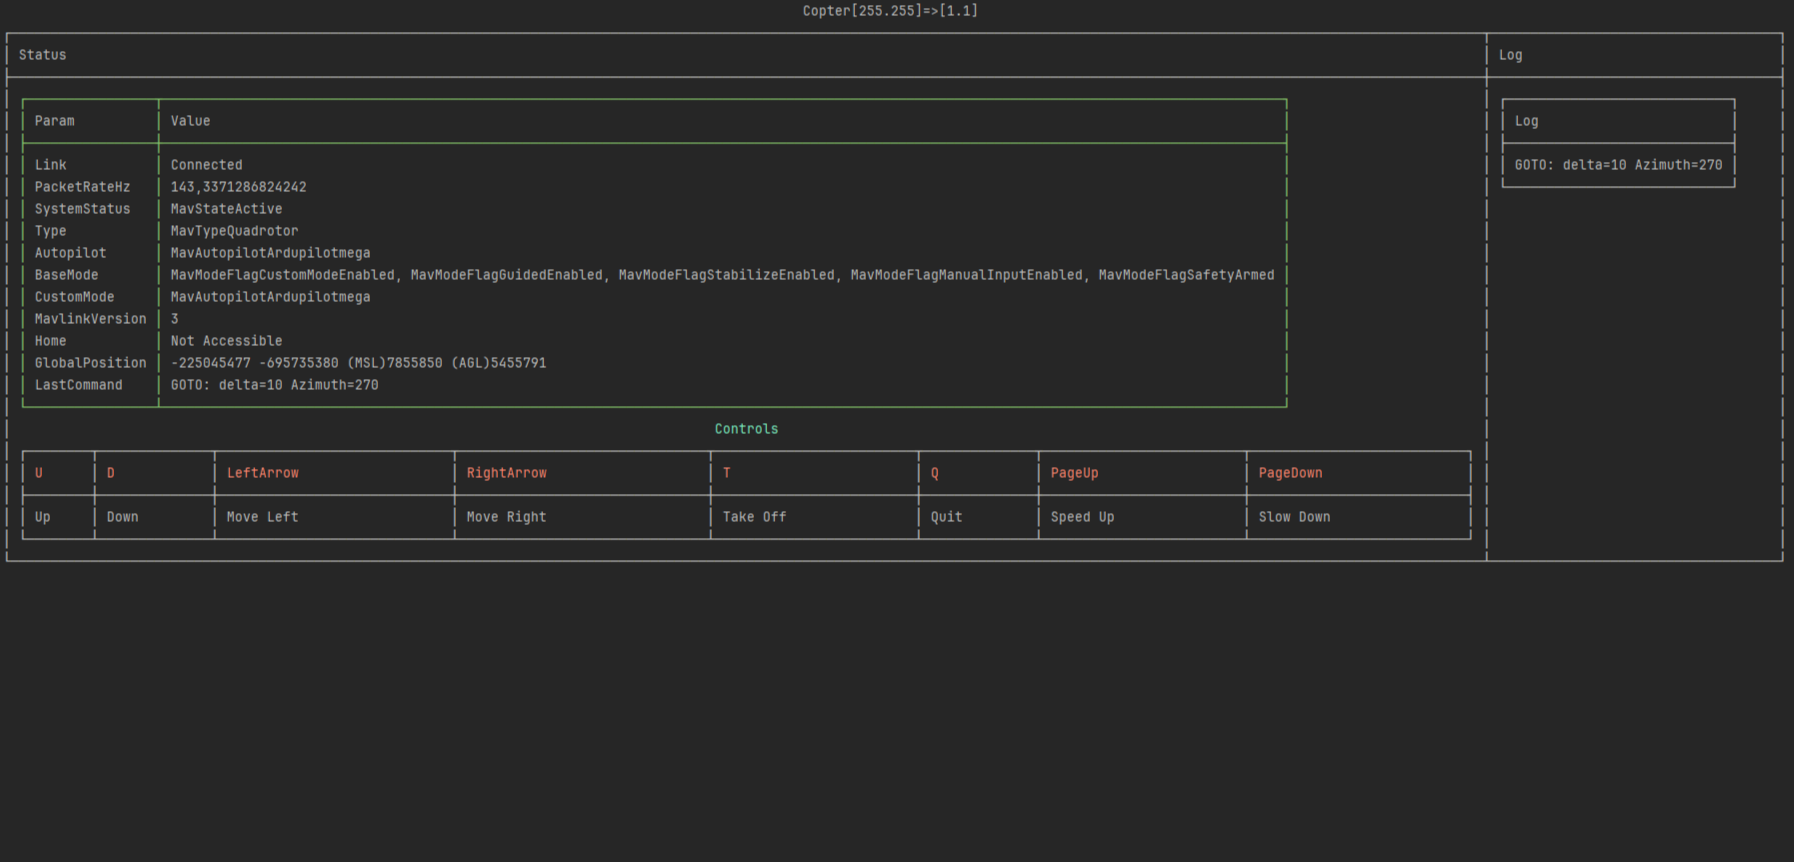 Copter[255.255]=>[1.1]
Status
Log
Param Value
Link Connected
PacketRateHz 143,3371286824242
SystemStatus MavStateActive
Type MavTypeQuadrotor
Autopilot MavAutopilotArdupilotmega
BaseMode MavModeFlagCustomModeEnabled, MavModeFlagGuidedEnabled, MavModeFlagStabilizeEnabled, MavModeFlagManualInputEnabled, MavModeFlagSafetyArmed
CustomMode MavAutopilotArdupilotmega
MavlinkVersion 3
Home Not Accessible
GlobalPosition -225045477 -695735380 (MSL)7855850 (AGL)5455791
LastCommand GOTO: delta=10 Azimuth=270
Log
GOTO: delta=10 Azimuth=270
Controls
U D LeftArrow RightArrow T Q PageUp PageDown
Up Down Move Left Move Right Take Off Quit Speed Up Slow Down